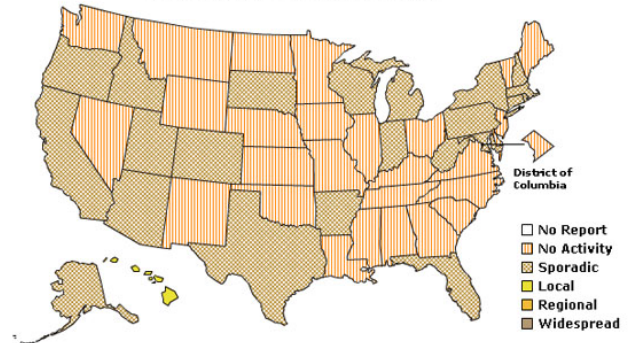 District of
Columbia
No Report
No Activity
Sporadic
Local
Regional
Widespread